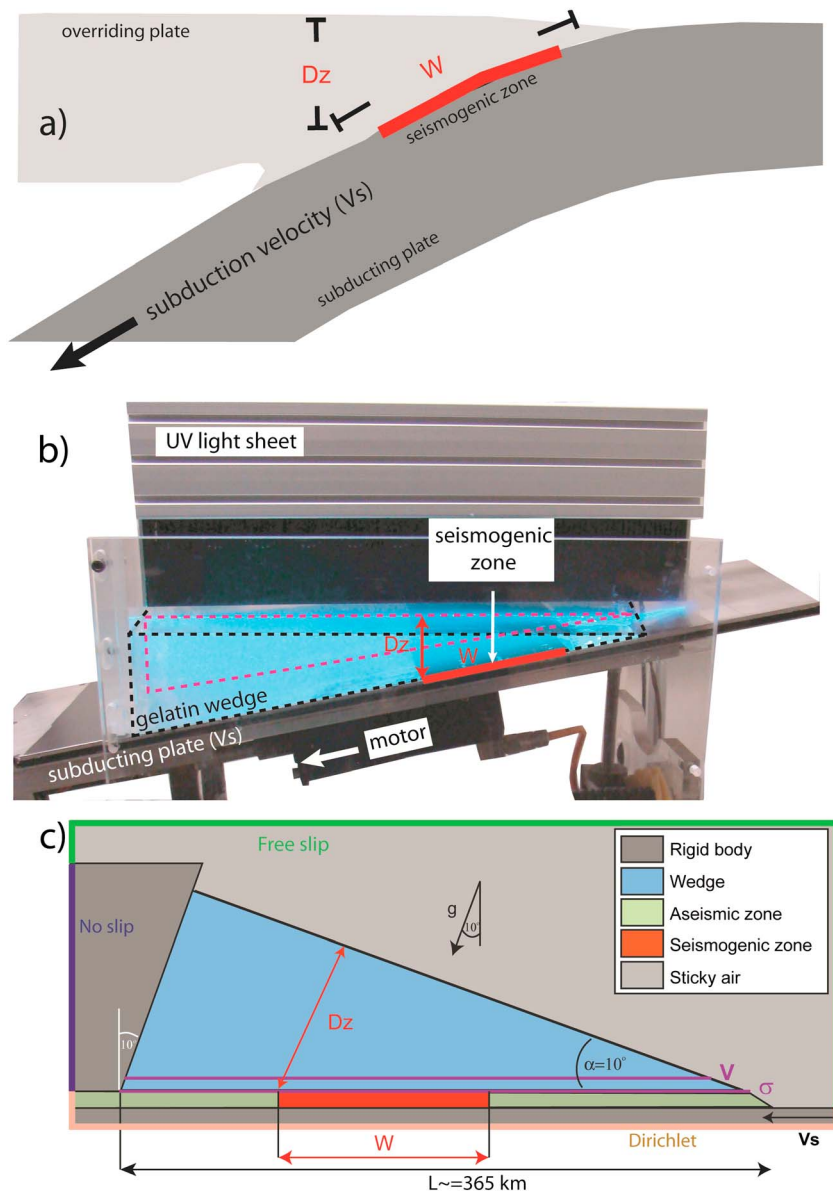 overriding plate
Dz
W
a)
seismogenic zone
subduction velocity (Vs)
subducting plate
b)
UV light sheet
seismogenic
zone
Dz
W
gelatin wedge
subducting plate (Vs)
motor
c)
Free slip
Rigid body
Wedge
Aseismic zone
Seismogenic zone
Sticky air
No slip
g
10°
Dz
10°
α=10°
V
σ
W
Dirichlet
Vs
L~=365 km